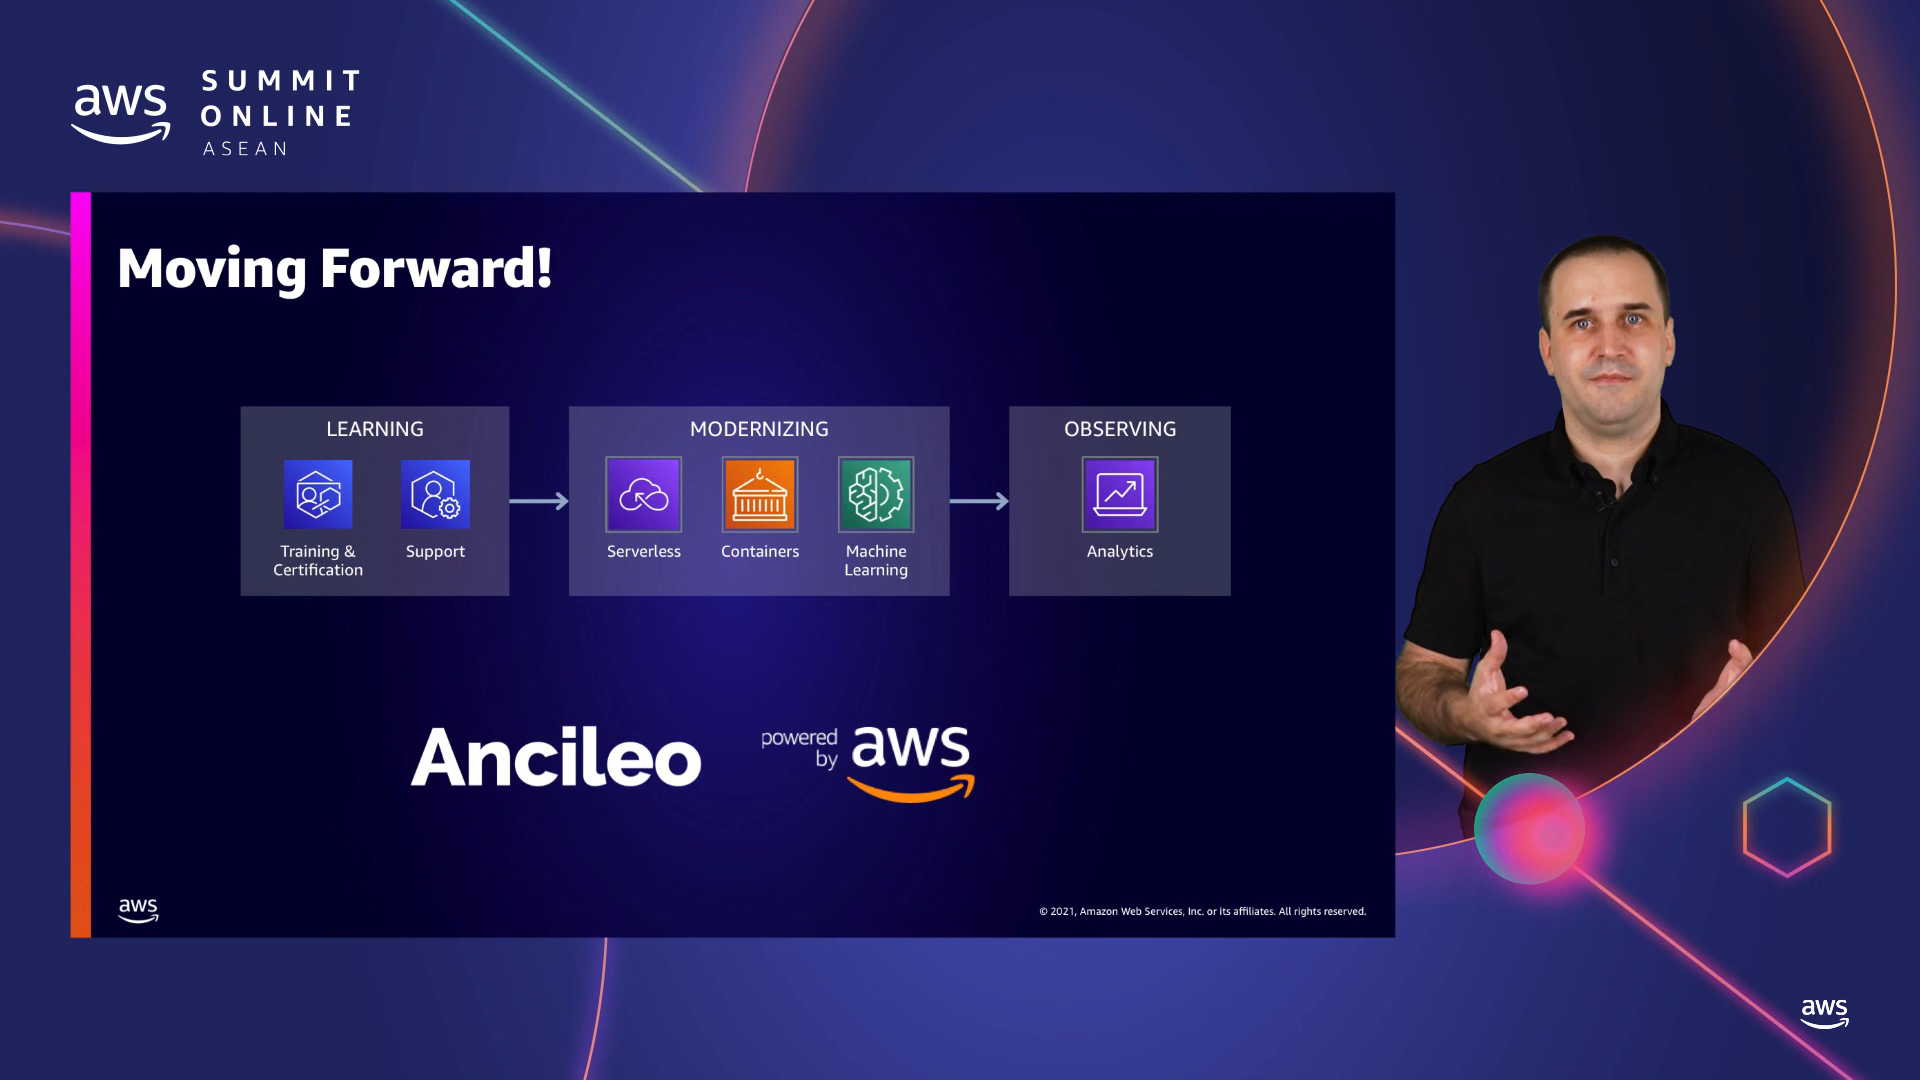 aws
SUMMIT
ONLINE
ASEAN
Moving Forward!
LEARNING
Training &
Certification
Support
MODERNIZING
Serverless
Containers
Machine
Learning
OBSERVING
Analytics
Ancileo
powered
by
aws
aws
© 2021, Amazon Web Services, Inc. or its affiliates. All rights reserved.
aws